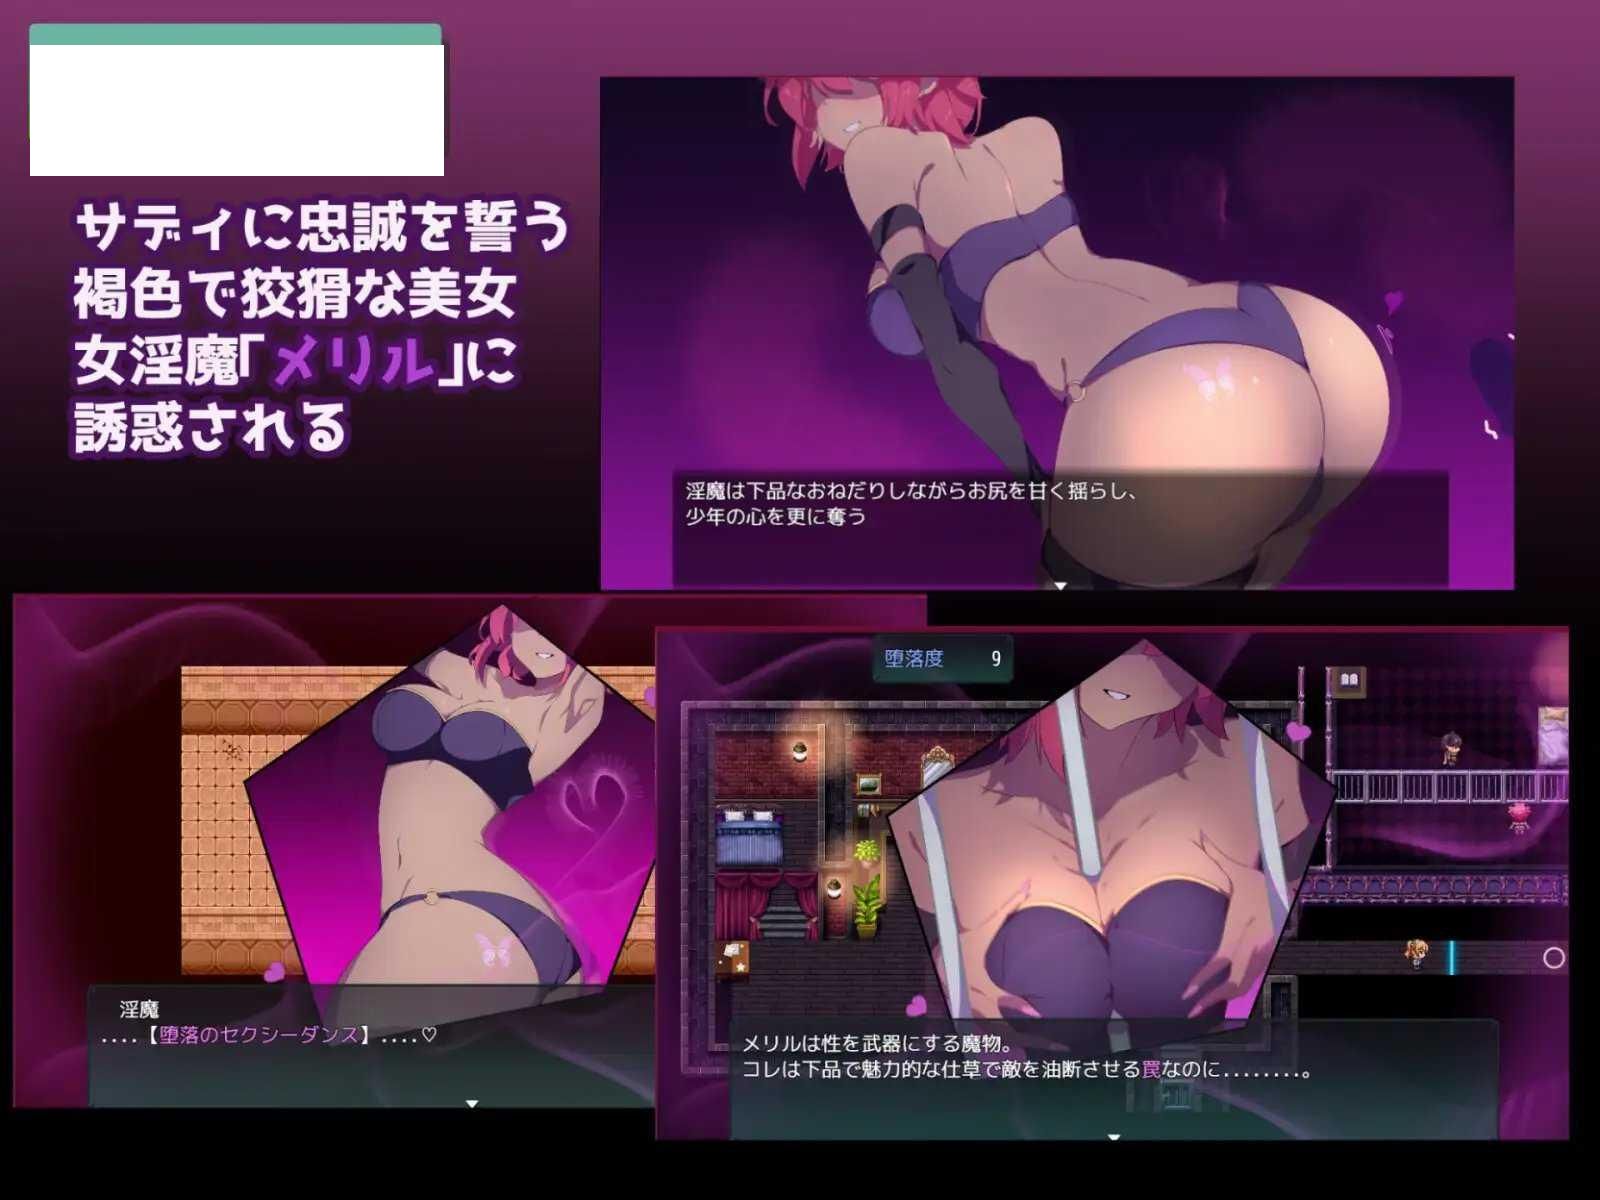 サディに忠誠を誓う
褐色で狡猾な美女
女淫魔「メリル」に
誘惑される
淫魔は下品なおねだりしながらお尻を甘く揺らし、
少年の心を更に奪う
淫魔
....【堕落のセクシーダンス】....♡
堕落度 9
メリルは性を武器にする魔物。
コレは下品で魅力的な仕草で敵を油断させる罠なのに........。